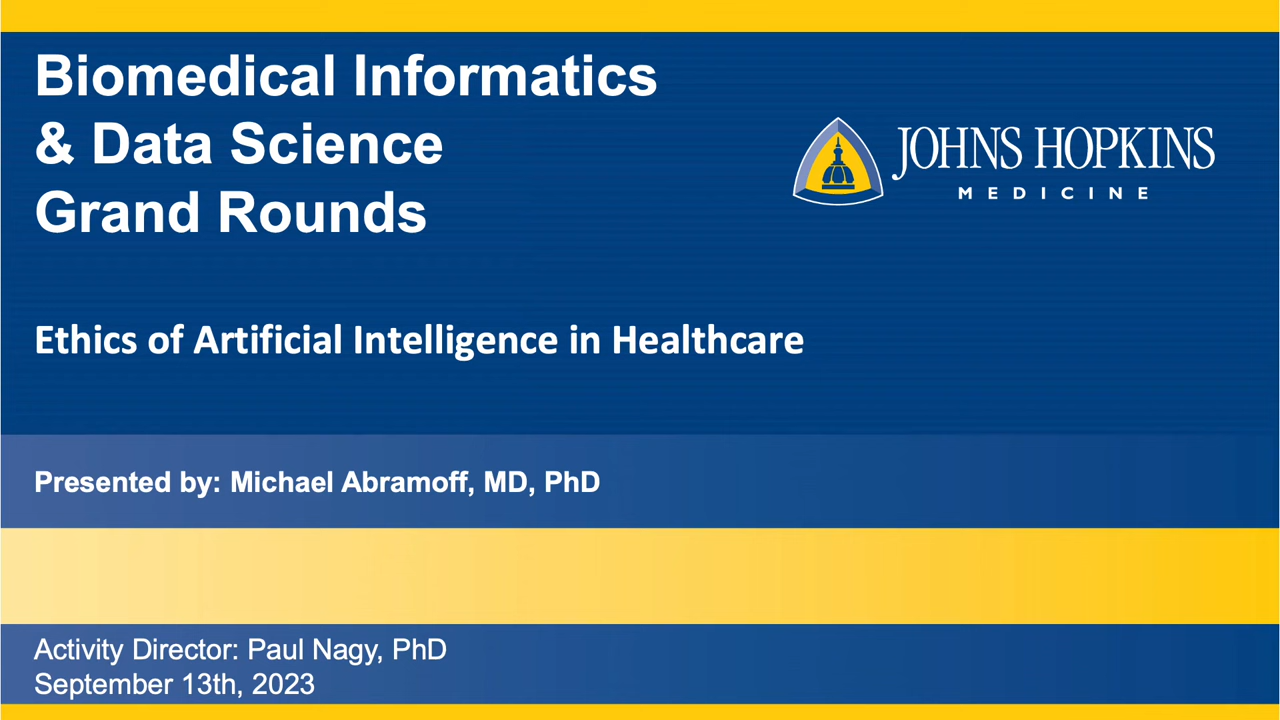 Biomedical Informatics
& Data Science
Grand Rounds
JOHNS HOPKINS
MEDICINE
Ethics of Artificial Intelligence in Healthcare
Presented by: Michael Abramoff, MD, PhD
Activity Director: Paul Nagy, PhD
September 13th, 2023